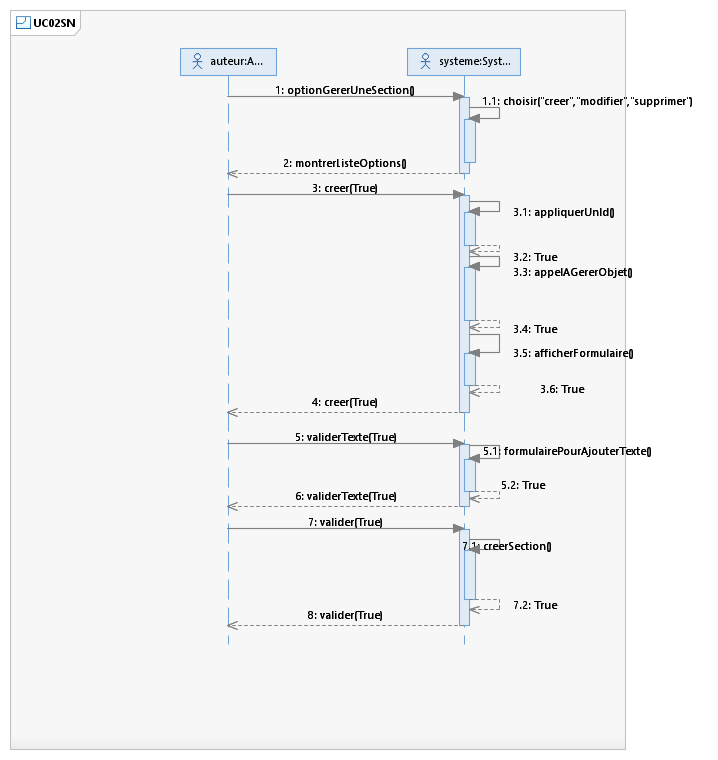 UC02SN
auteur:A...
systeme:Syst...
1: optionGererUneSection()
1.1: choisir("creer","modifier","supprimer")
2: montrerListeOptions()
3: creer(True)
3.1: appliquerUnId()
3.2: True
3.3: appelAGererObjet()
3.4: True
3.5: afficherFormulaire()
3.6: True
4: creer(True)
5: validerTexte(True)
5.1: formulairePourAjouterTexte()
5.2: True
6: validerTexte(True)
7: valider(True)
7.1: creerSection()
7.2: True
8: valider(True)